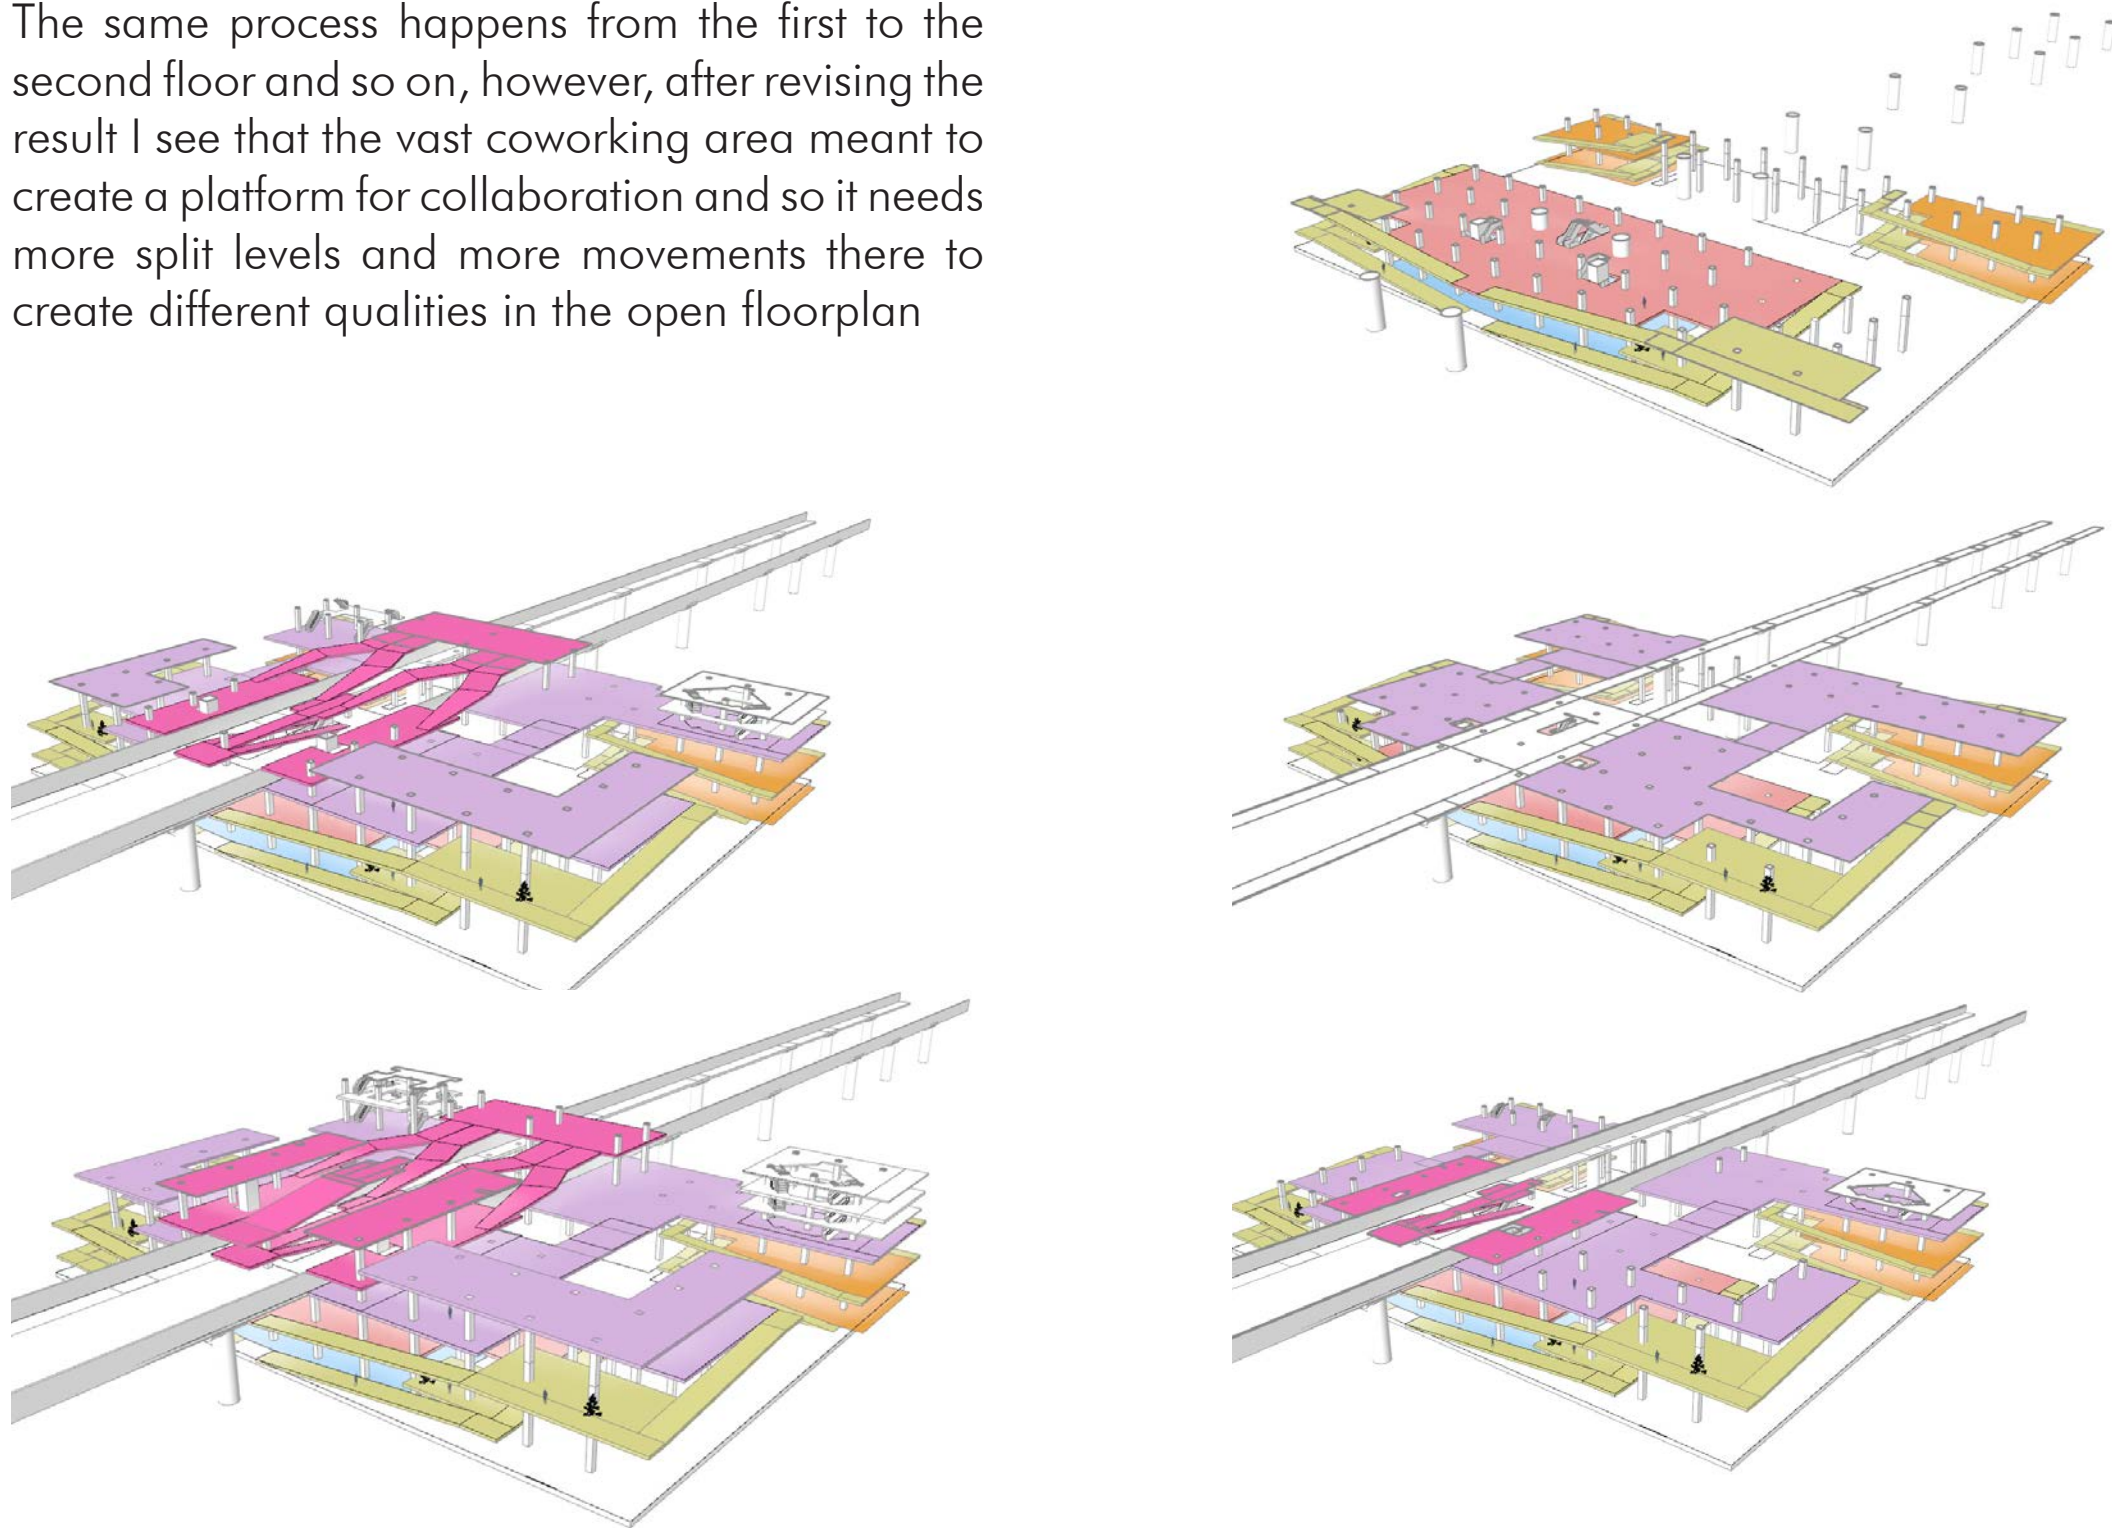 The same process happens from the first to the
second floor and so on, however, after revising the
result I see that the vast coworking area meant to
create a platform for collaboration and so it needs
more split levels and more movements there to
create different qualities in the open floorplan